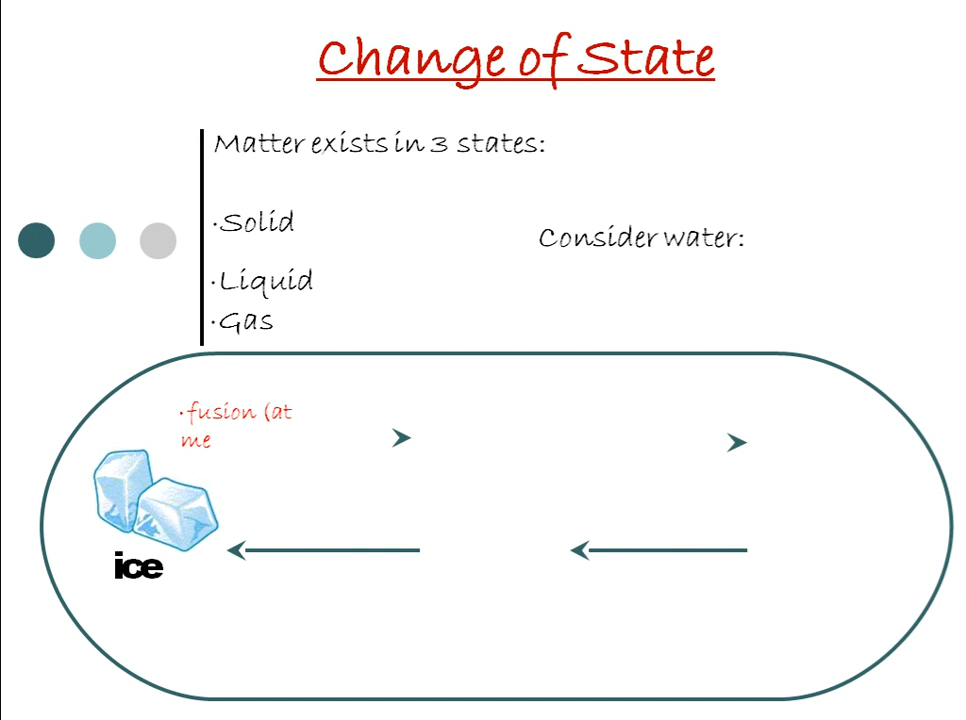 Change of State
Matter exists in 3 states:
·Solid
Consider water:
·Liquid
·Gas
·fusion (at
me
ice